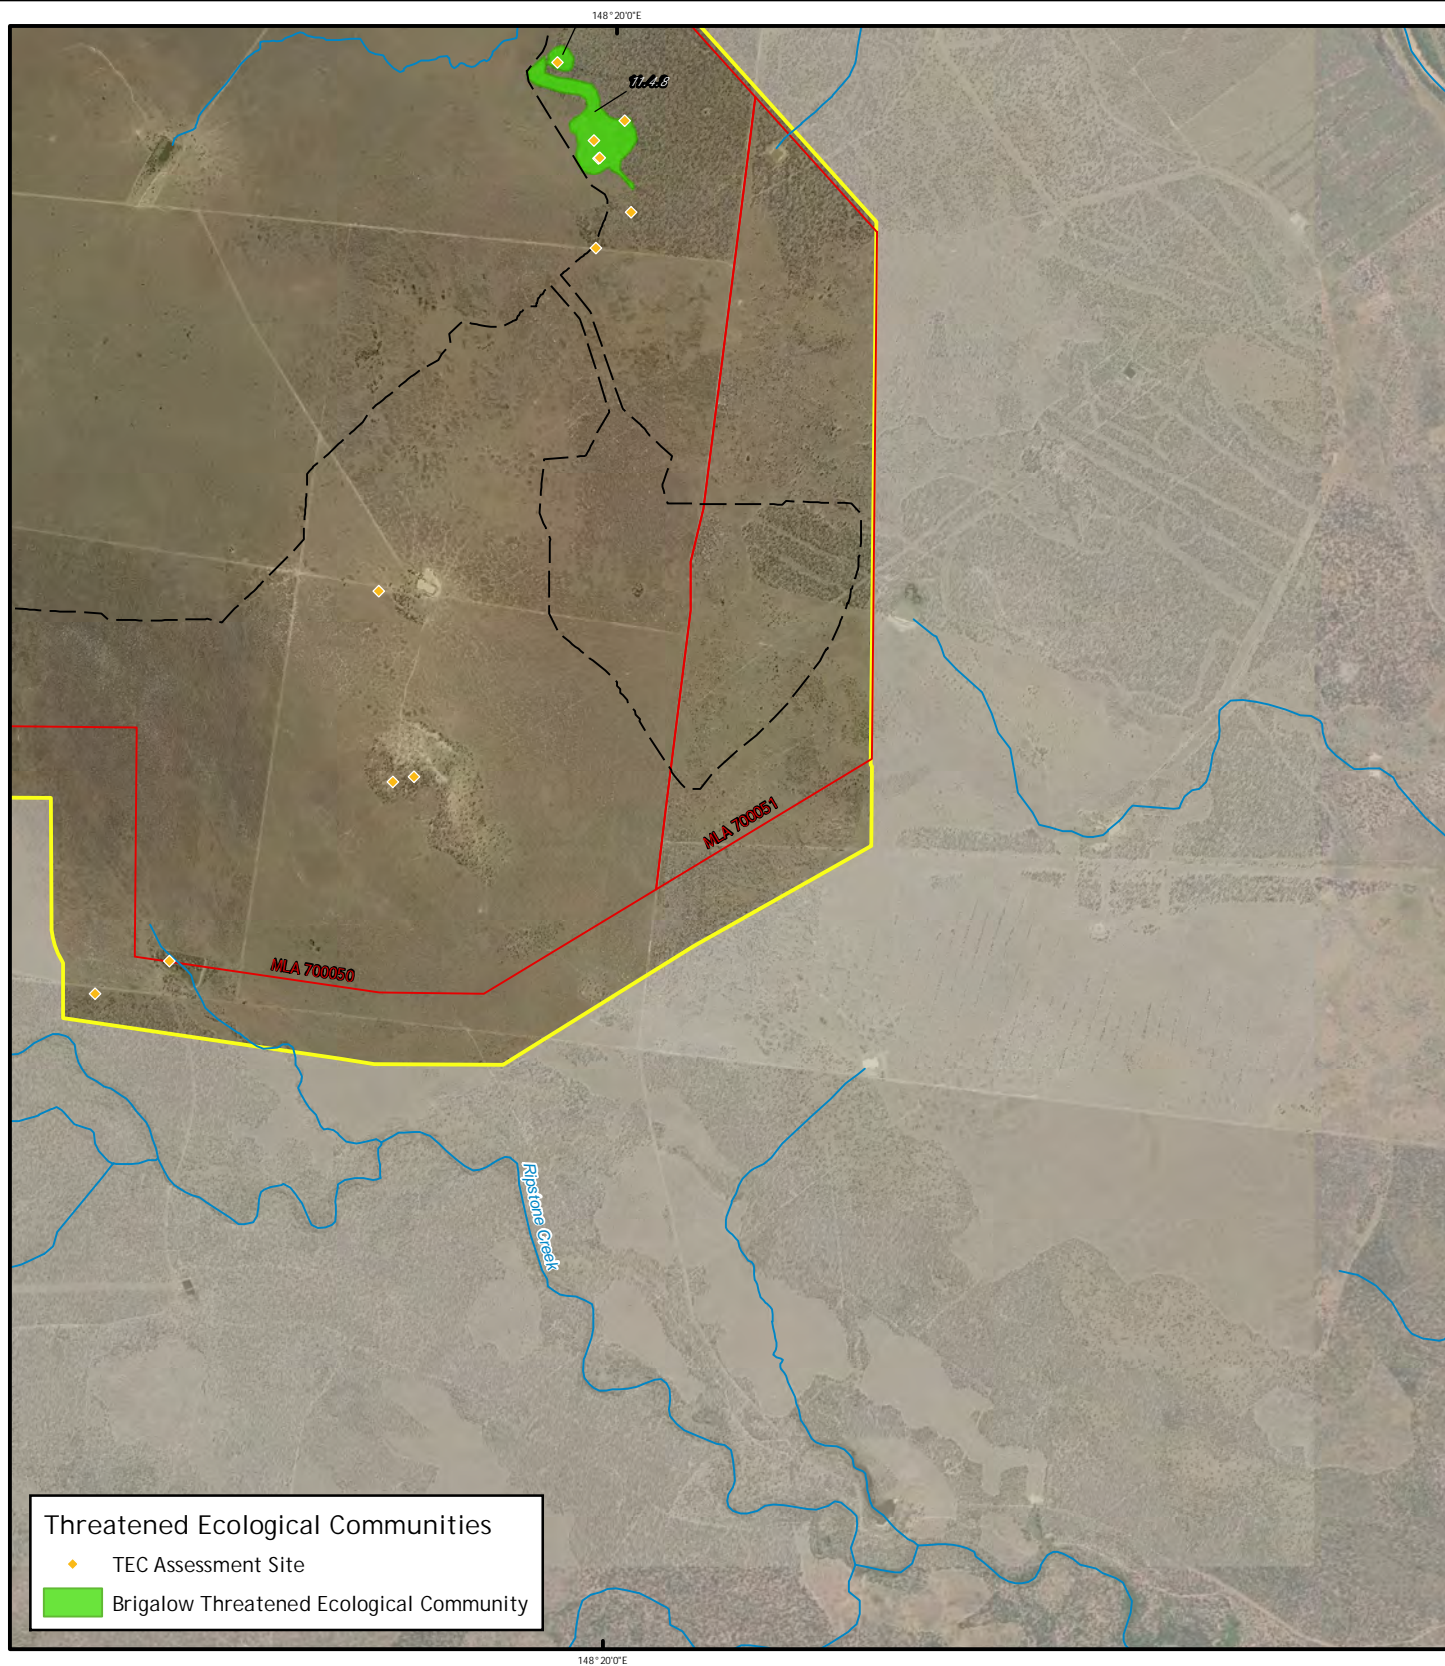 148°20'0"E
11.4.8
MLA 700051
MLA 700050
Ripstone Creek
Threatened Ecological Communities
TEC Assessment Site
Brigalow Threatened Ecological Community
148°20'0"E